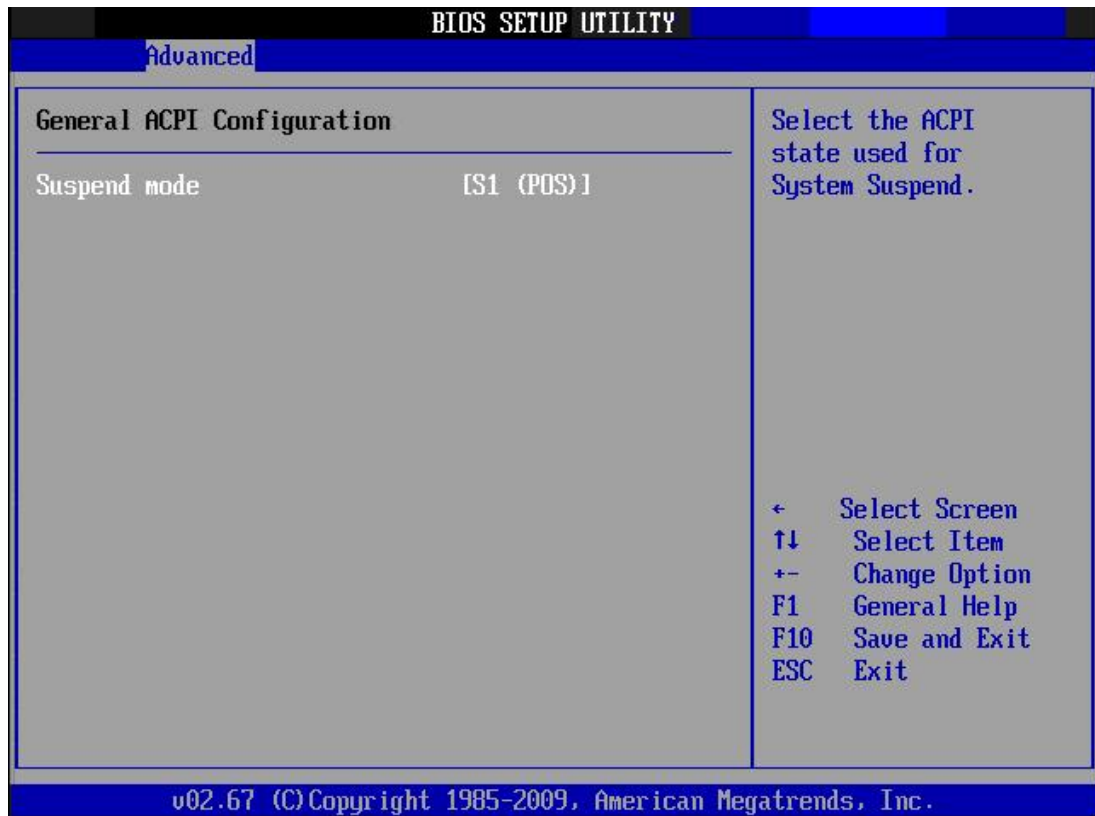 BIOS SETUP UTILITY
Advanced
General ACPI Configuration
Suspend mode [S1 (POS)]
Select the ACPI
state used for
System Suspend.
← Select Screen
↑↓ Select Item
+- Change Option
F1 General Help
F10 Save and Exit
ESC Exit
v02.67 (C)Copyright 1985-2009, American Megatrends, Inc.